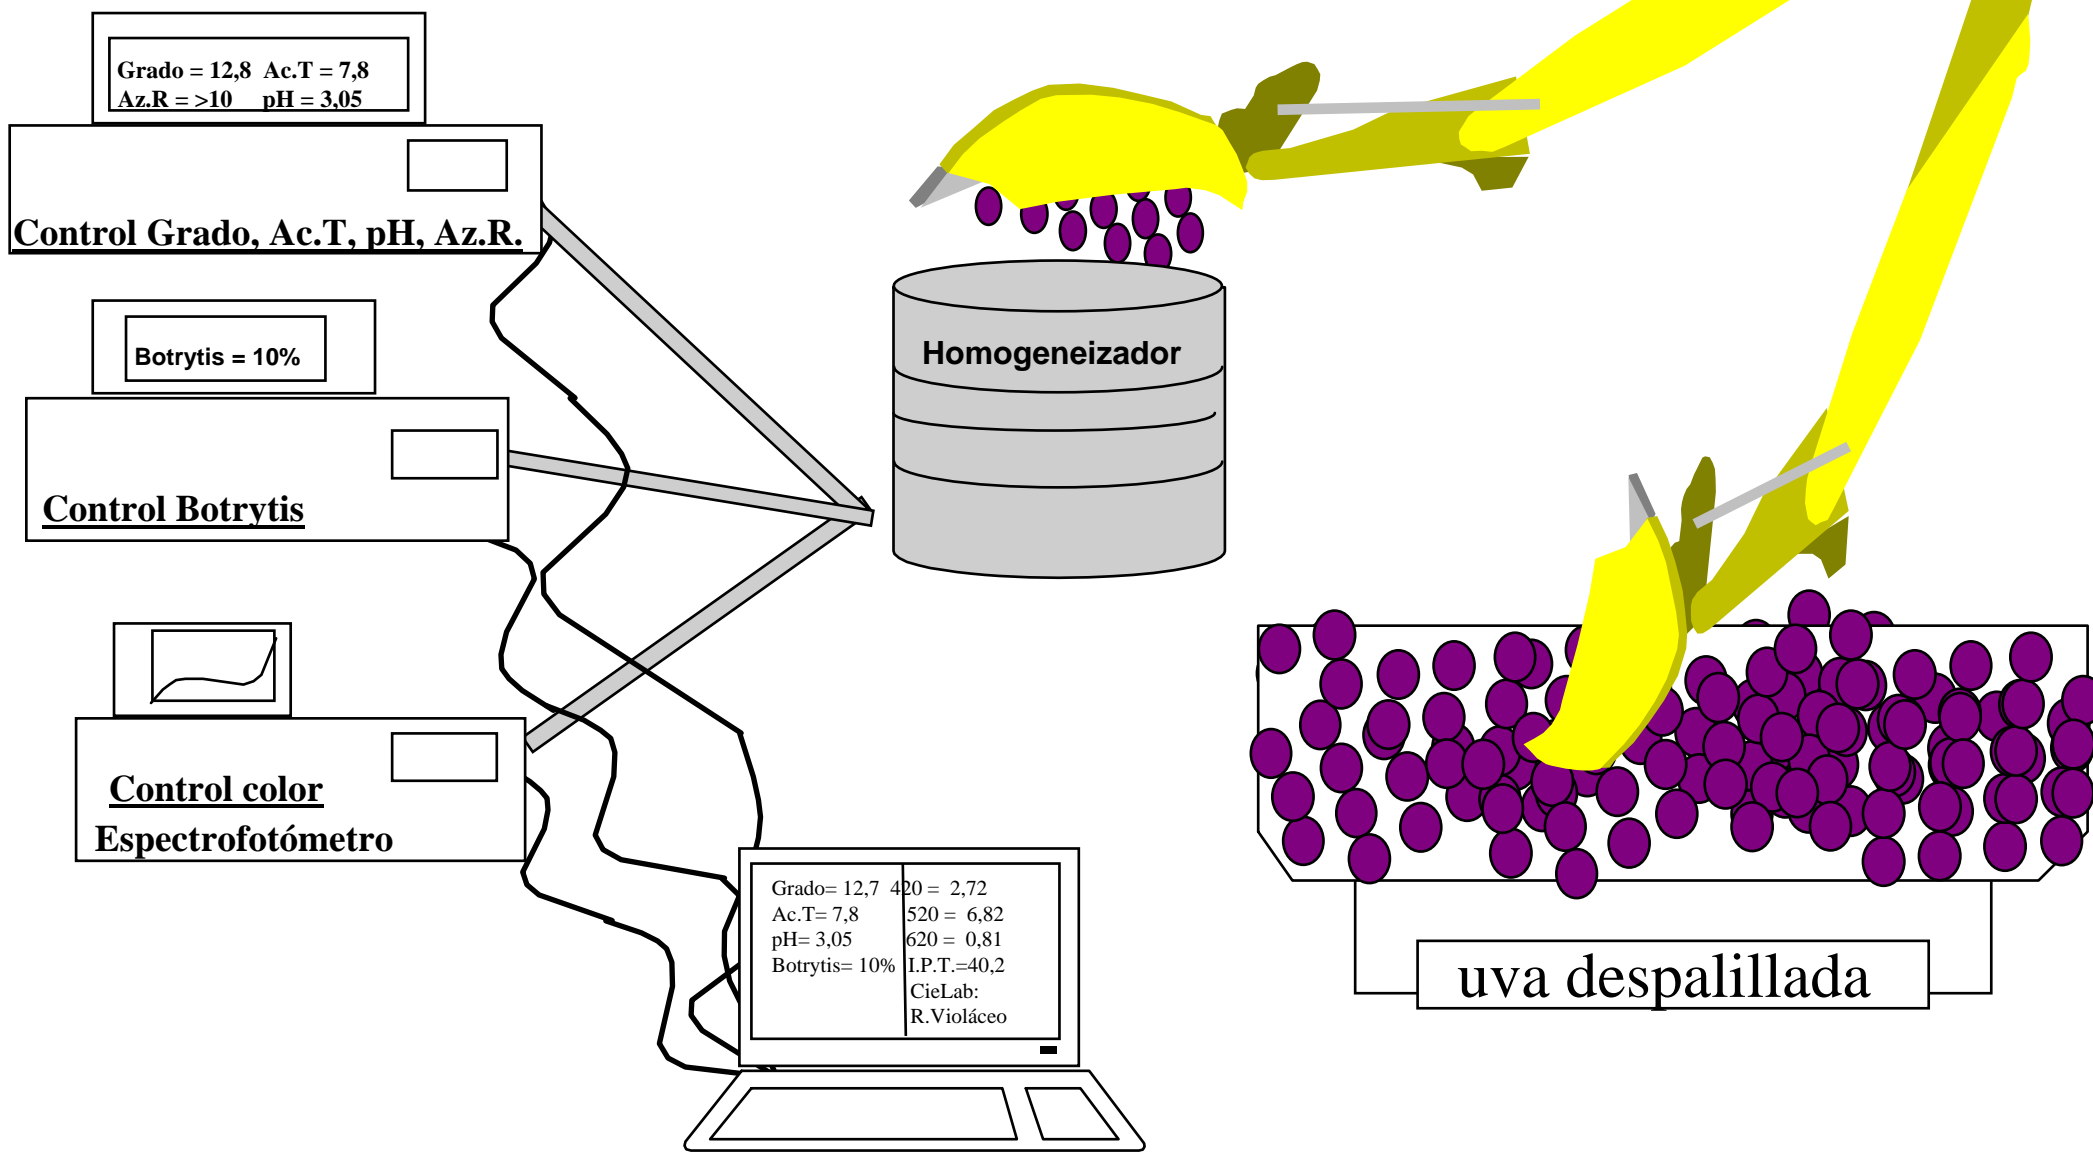 Grado = 12,8 Ac.T = 7,8
Az.R = >10 pH = 3,05
Control Grado, Ac.T, pH, Az.R.
Botrytis = 10%
Control Botrytis
Control color
Espectrofotómetro
Homogeneizador
Grado= 12,7 420 = 2,72
Ac.T= 7,8 520 = 6,82
pH= 3,05 620 = 0,81
Botrytis= 10% I.P.T.=40,2
CieLab:
R.Violáceo
uva despalillada